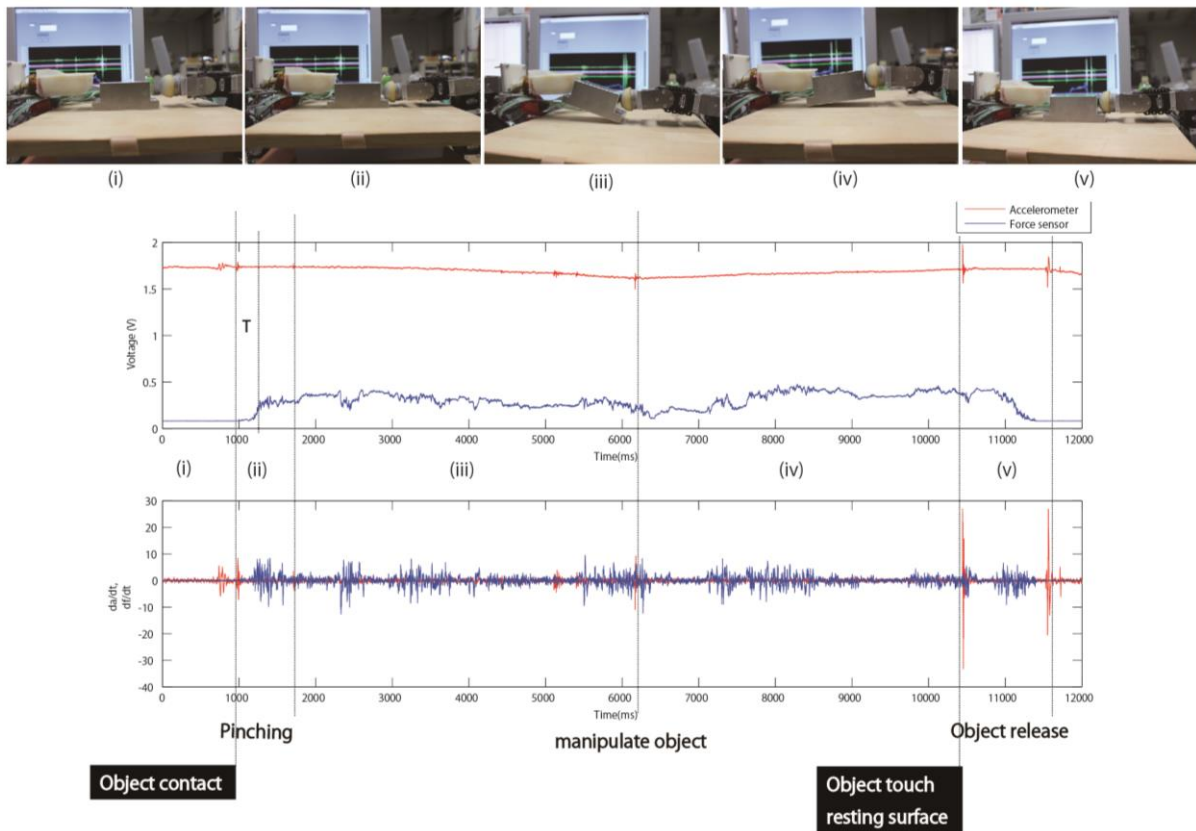 (i)
(ii)
(iii)
(iv)
(v)
Accelerometer
Force sensor
2
1.5
1
0.5
0
Voltage (V)
T
0 1000 2000 3000 4000 5000 6000 7000 8000 9000 10000 11000 12000
Time(ms)
(i) (ii) (iii) (iv) (v)
30
20
10
0
-10
-20
-30
-40
da/dt,
df/dt
0 1000 2000 3000 4000 5000 6000 7000 8000 9000 10000 11000 12000
Time(ms)
Pinching
manipulate object
Object release
Object contact
Object touch
resting surface